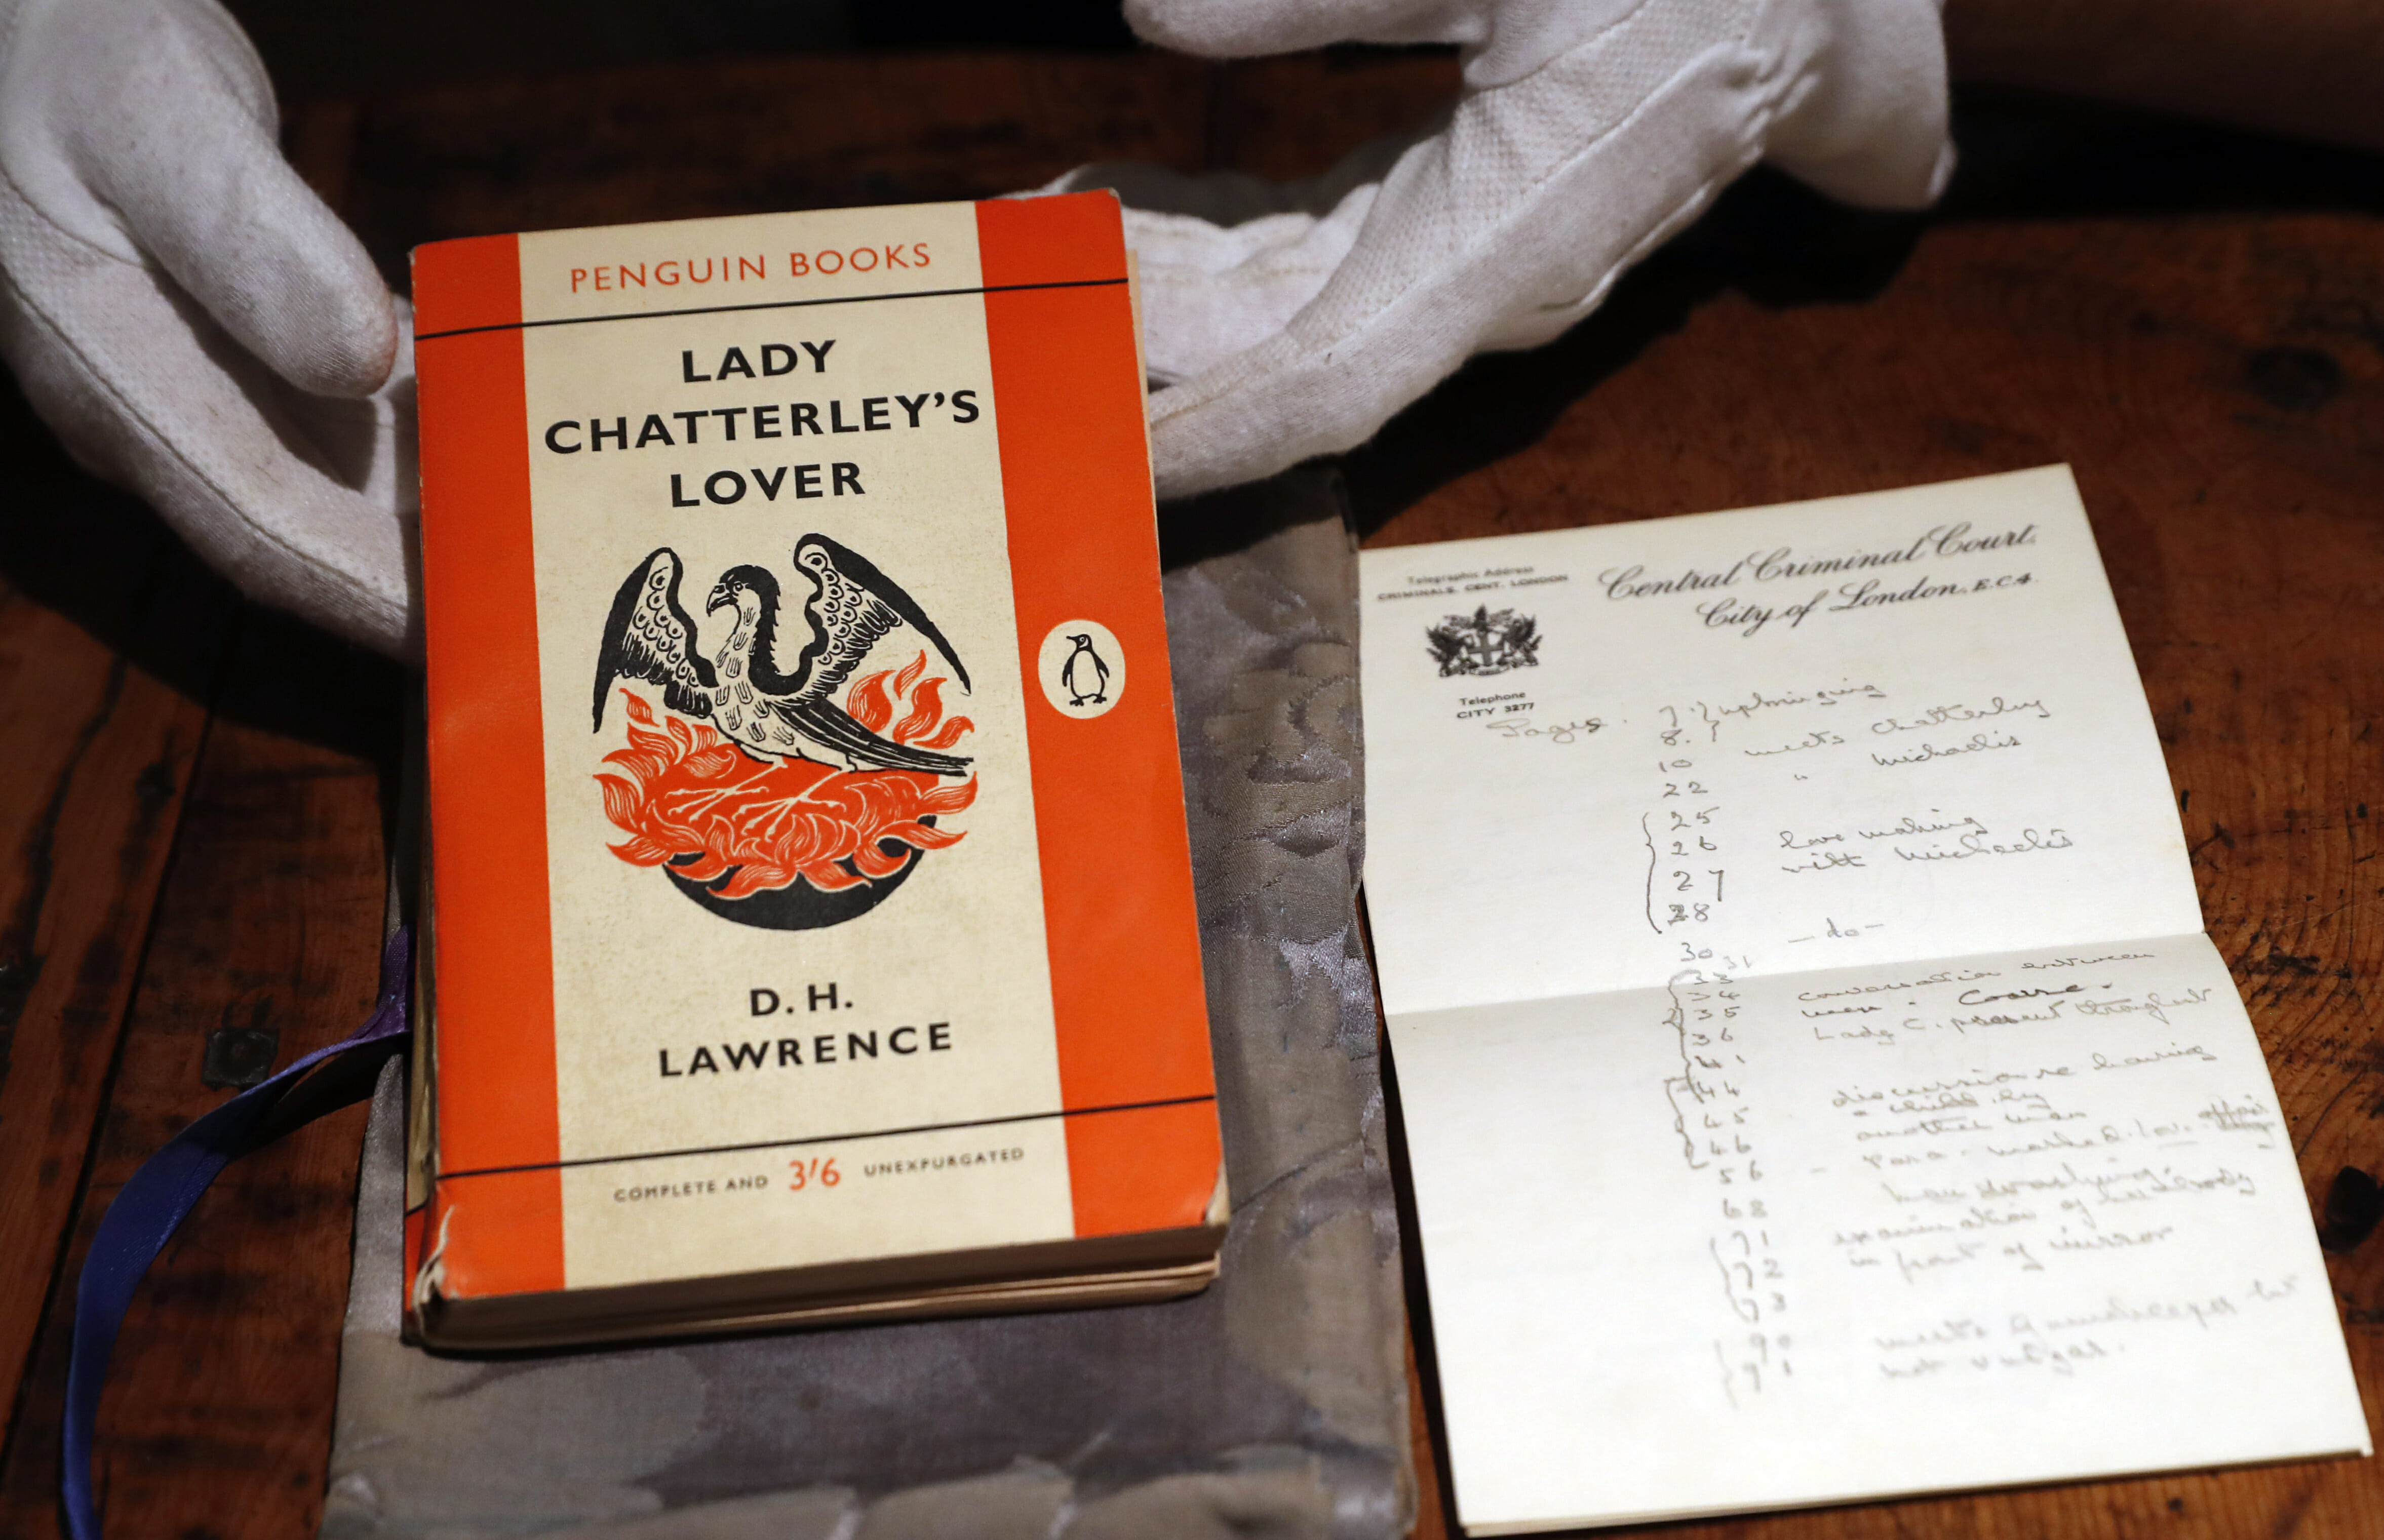 PENGUIN BOOKS
LADY
CHATTERLEY'S
LOVER
D. H.
LAWRENCE
COMPLETE AND 3'6 UNEXPURGATED
Telegraphic Address
CRIMINALS, CENT, LONDON
Central Criminal Court,
City of London, E.C.4.
Telephone
CITY 3277
Pages. 7. } upbringing
8.
10 meets Chatterley
22 " Michaelis
25
26 love making
27 with Michaelis
28
30 31 - do -
33
34 conversation between
35 men. Coarse.
36 Lady C. present throughout
41
44 discussion re having
45 a child by
46 another man
56 - Para. marked. love affair
68 man
71 examination of her body
72 in front of mirror
73
90 meets gamekeeper but
91 not vulgar.